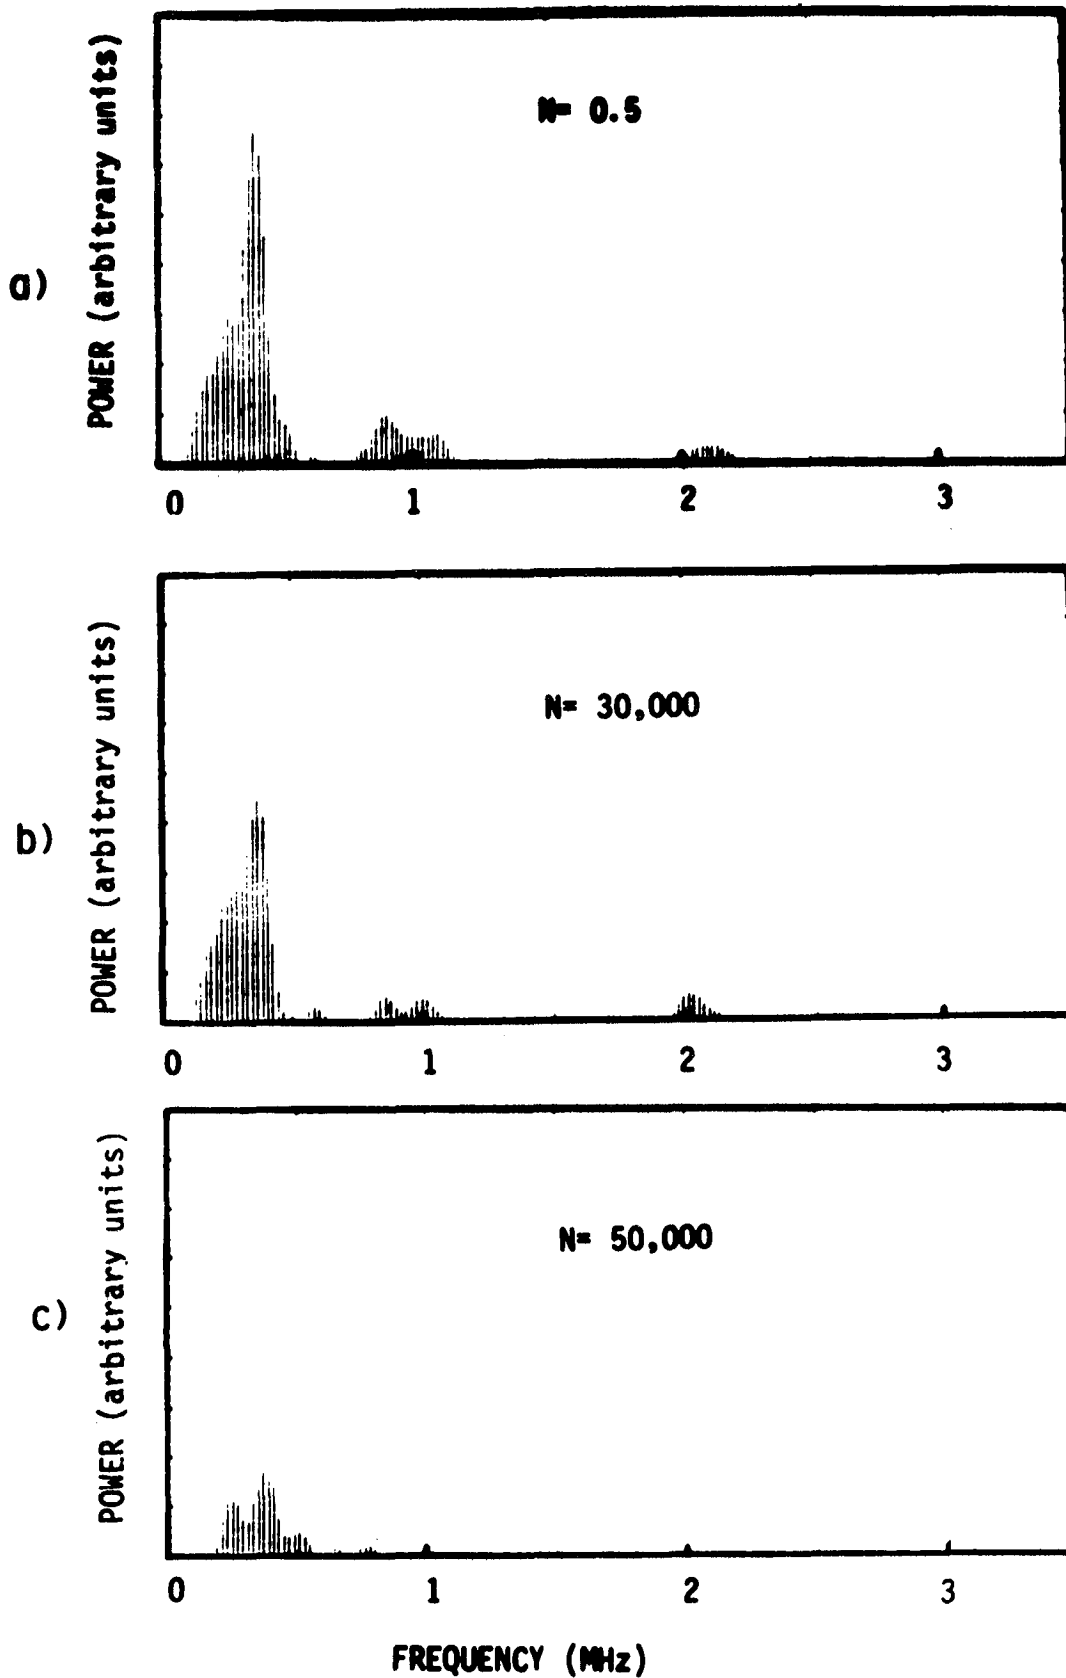 a)
POWER (arbitrary units)
N= 0.5
0 1 2 3
b)
POWER (arbitrary units)
N= 30,000
0 1 2 3
c)
POWER (arbitrary units)
N= 50,000
0 1 2 3
FREQUENCY (MHz)